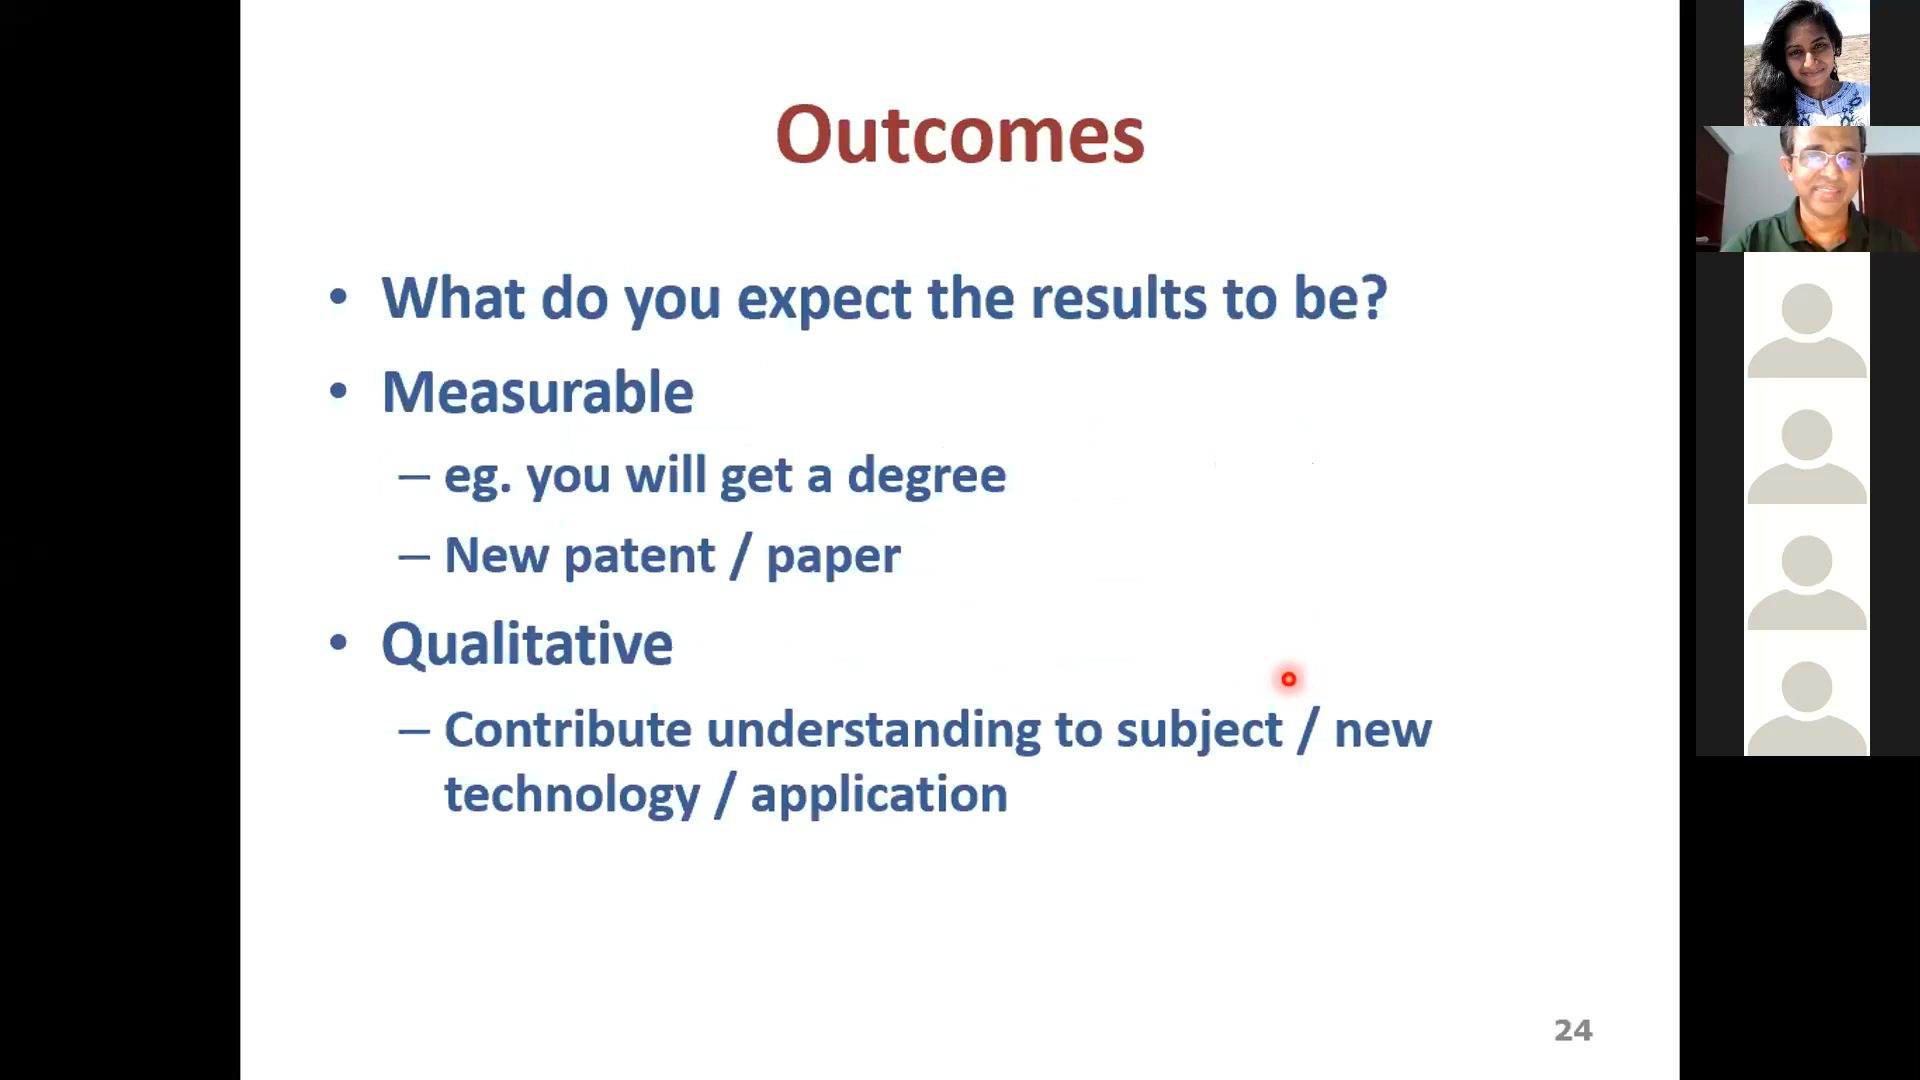 Outcomes
• What do you expect the results to be?
• Measurable
– eg. you will get a degree
– New patent / paper
• Qualitative
– Contribute understanding to subject / new
technology / application
24